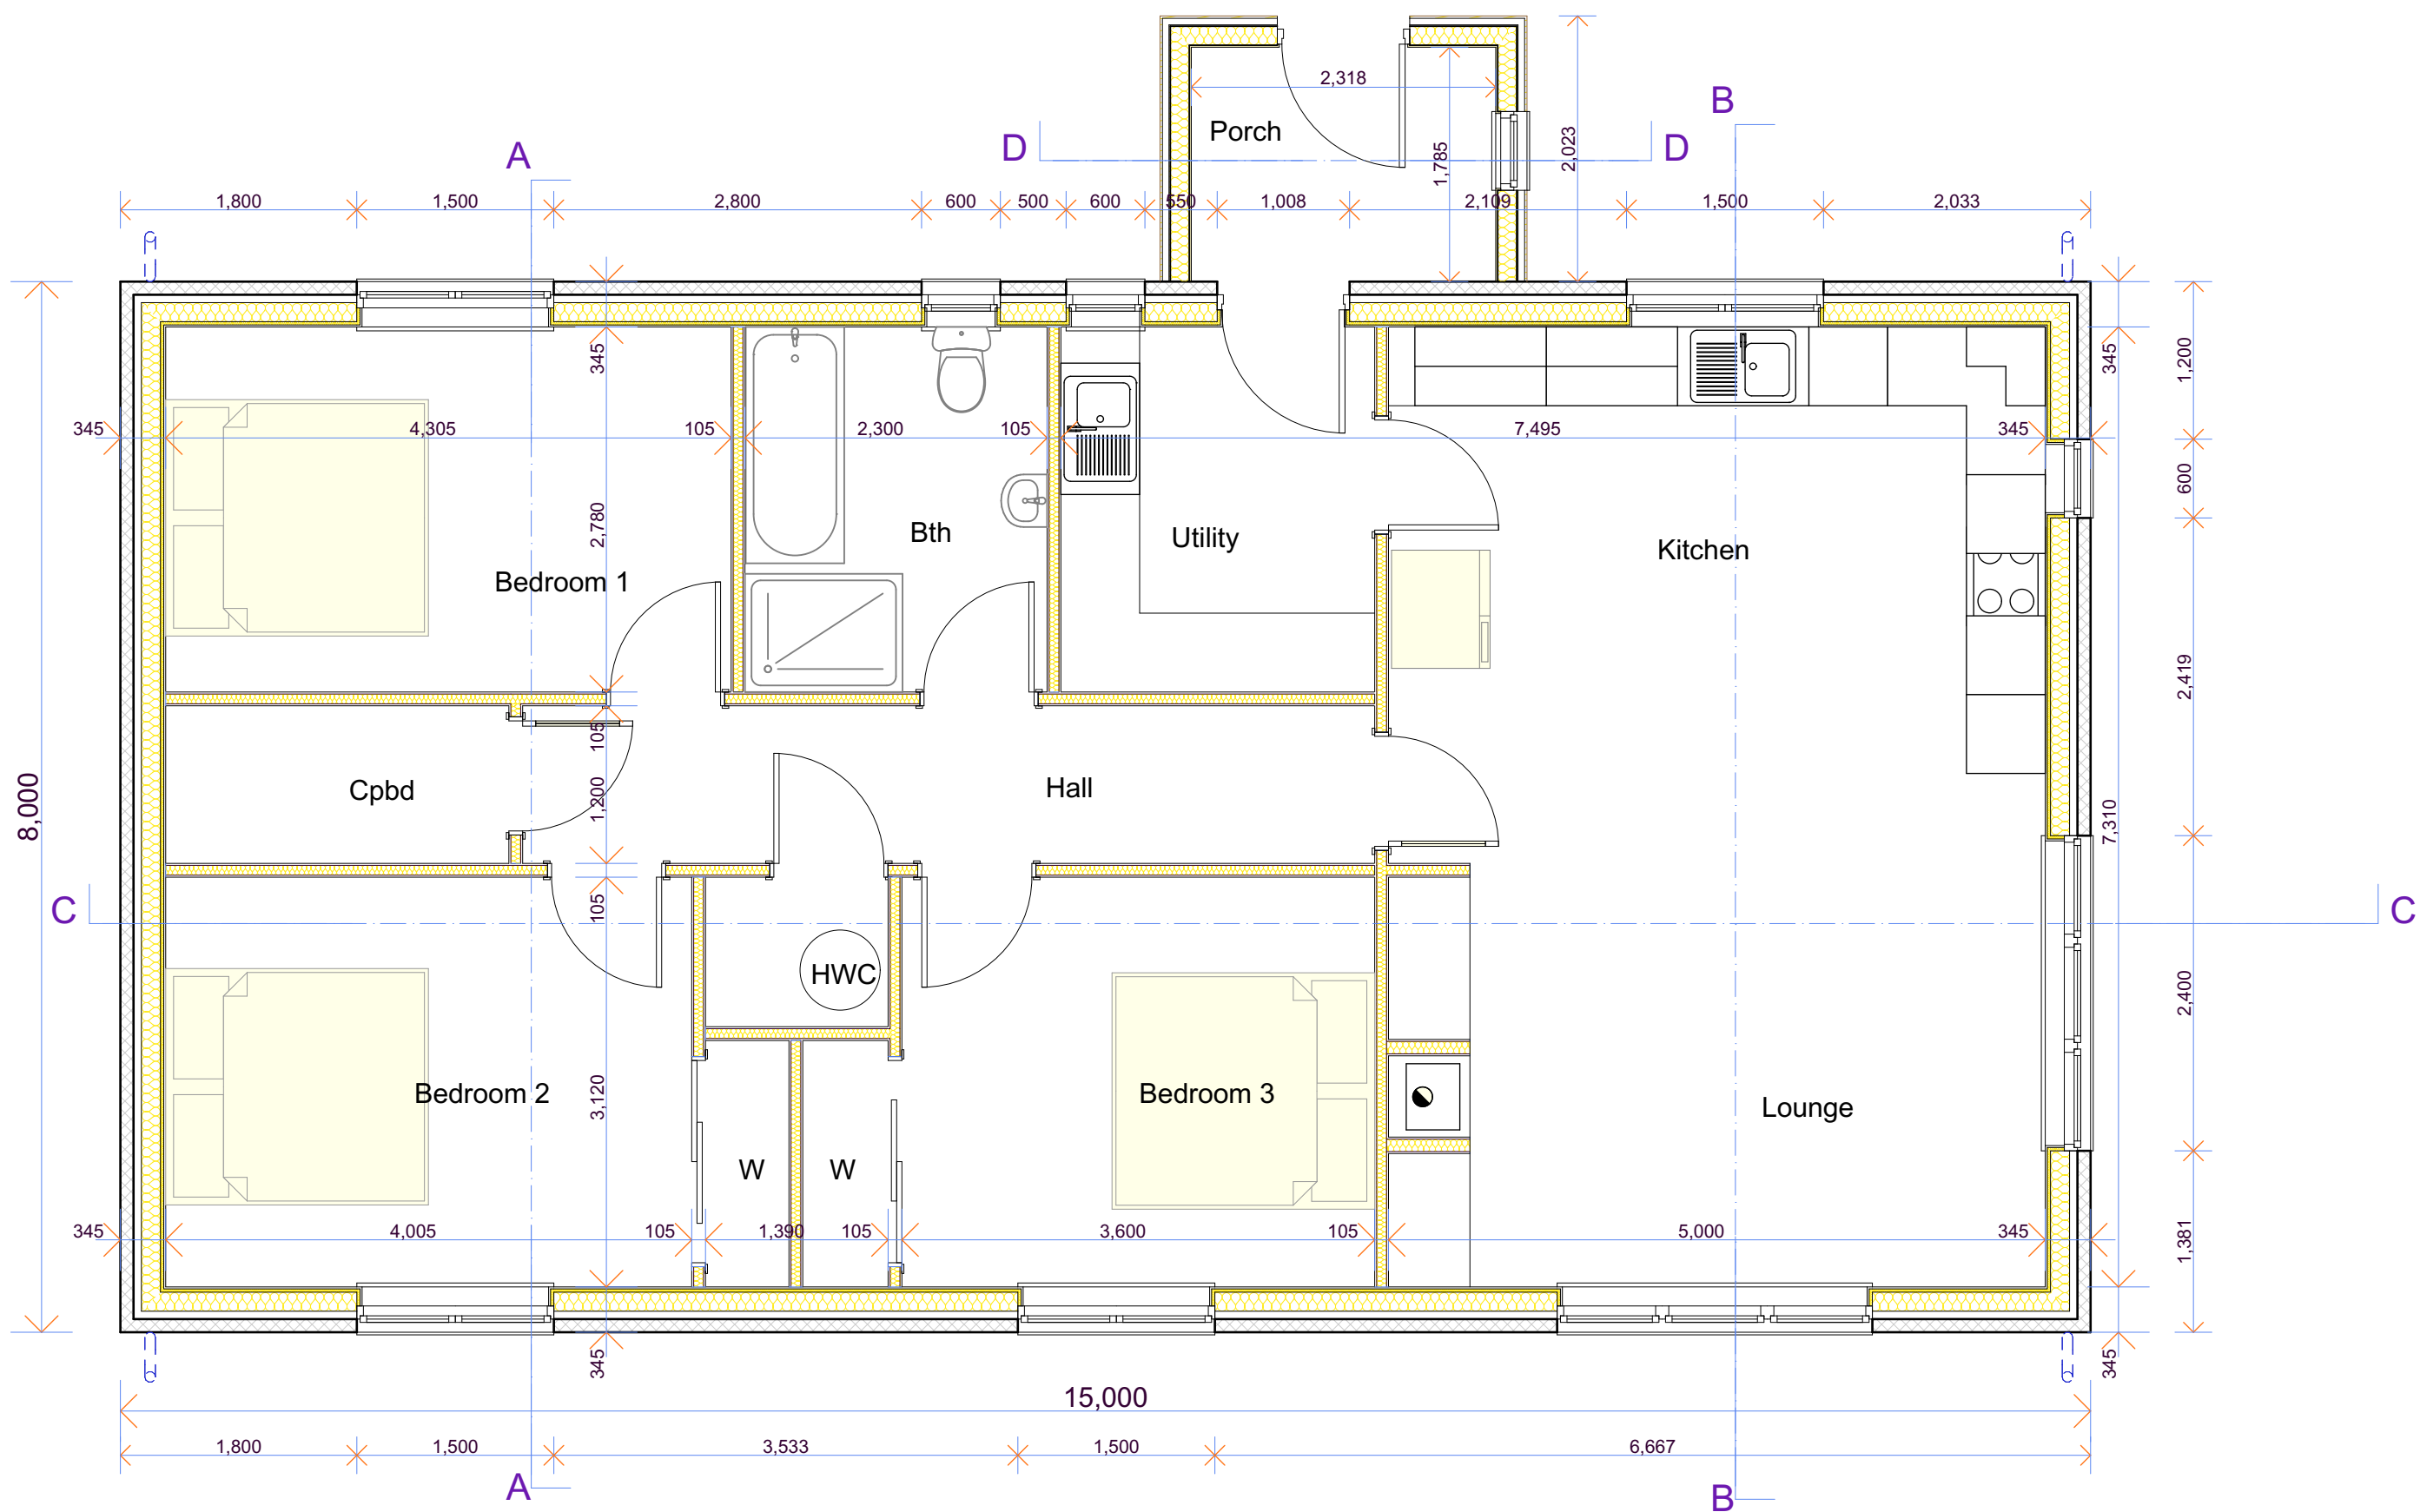 2,318
B
Porch
D
D
1,785
2,023
A
1,800
1,500
2,800
600
500
600
550
1,008
2,109
1,500
2,033
345
345
1,200
345
4,305
105
2,300
105
7,495
345
600
2,780
Bth
Utility
Kitchen
Bedroom 1
2,419
105
Cpbd
1,200
Hall
8,000
7,310
105
C
C
HWC
2,400
Bedroom 2
3,120
Bedroom 3
Lounge
W
W
345
4,005
105
1,390
105
3,600
105
5,000
345
1,381
345
345
15,000
1,800
1,500
3,533
1,500
6,667
A
B